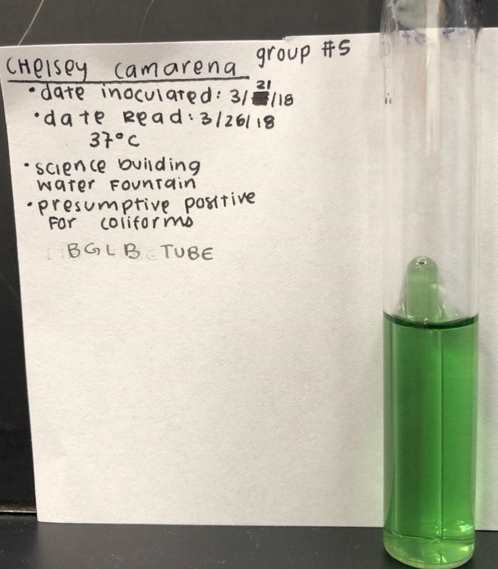 Chelsey Camarena group #5
• date inoculated: 3/21/18
• date Read: 3/26/18
37°C
• science building
water Fountain
• presumptive positive
For coliforms
BGLB TUBE